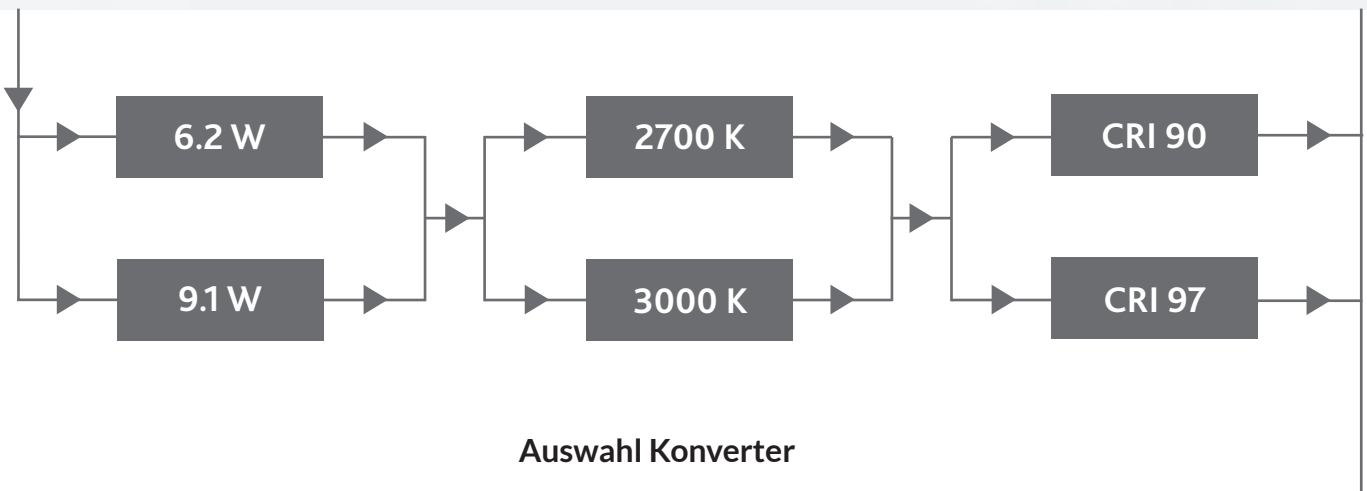 6.2 W
2700 K
CRI 90
9.1 W
3000 K
CRI 97
Auswahl Konverter